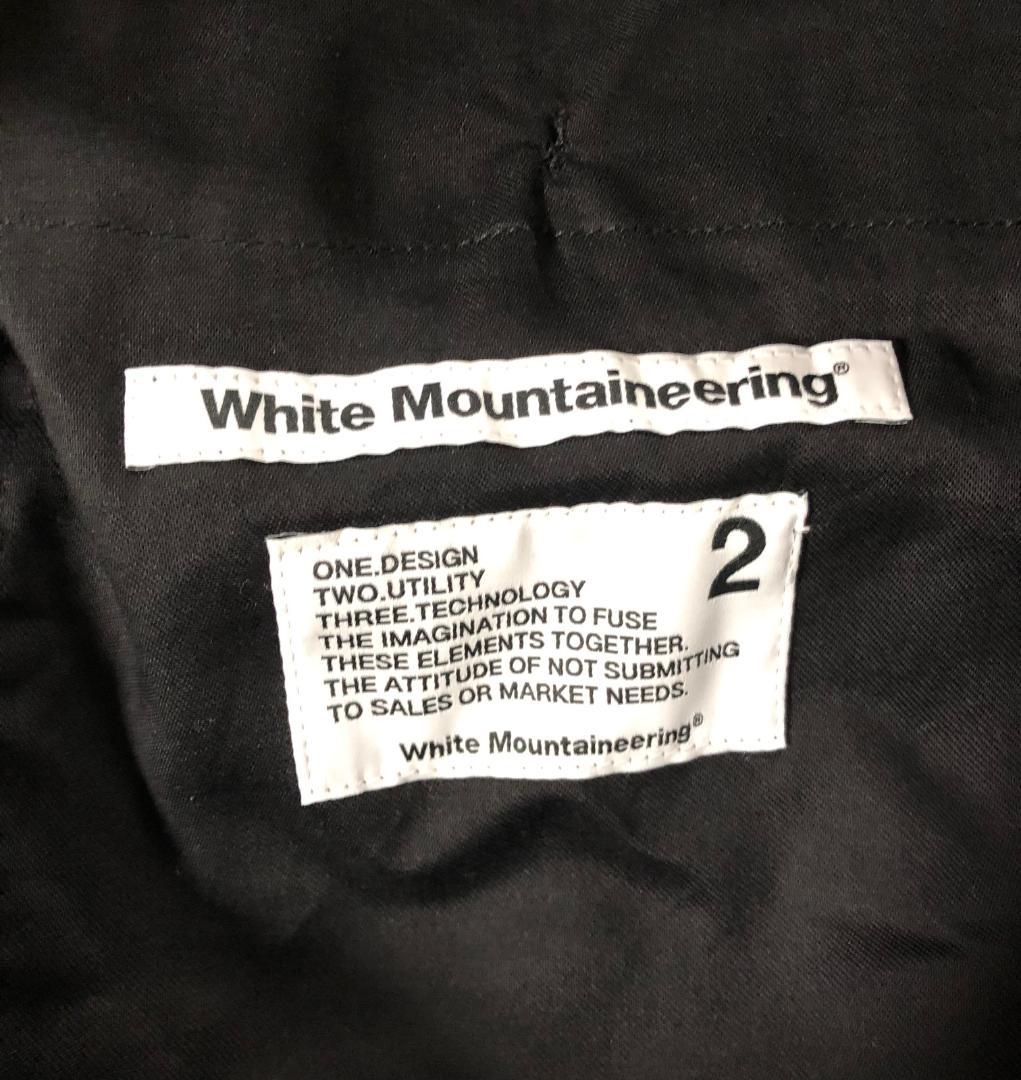 White Mountaineering®
2
ONE.DESIGN
TWO.UTILITY
THREE.TECHNOLOGY
THE IMAGINATION TO FUSE
THESE ELEMENTS TOGETHER.
THE ATTITUDE OF NOT SUBMITTING
TO SALES OR MARKET NEEDS.
White Mountaineering®